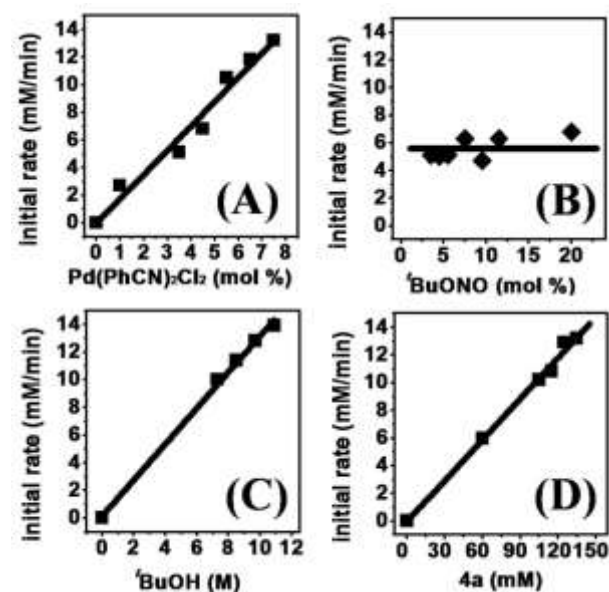 Initial rate (mM/min)
14
12
10
8
6
4
2
0
(A)
0 1 2 3 4 5 6 7 8
Pd(PhCN)₂Cl₂ (mol %)
Initial rate (mM/min)
14
12
10
8
6
4
2
0
(B)
0 5 10 15 20
ᵗBuONO (mol %)
Initial rate (mM/min)
14
12
10
8
6
4
2
0
(C)
0 2 4 6 8 10 12
ᵗBuOH (M)
Initial rate (mM/min)
14
12
10
8
6
4
2
0
(D)
0 30 60 90 120 150
4a (mM)